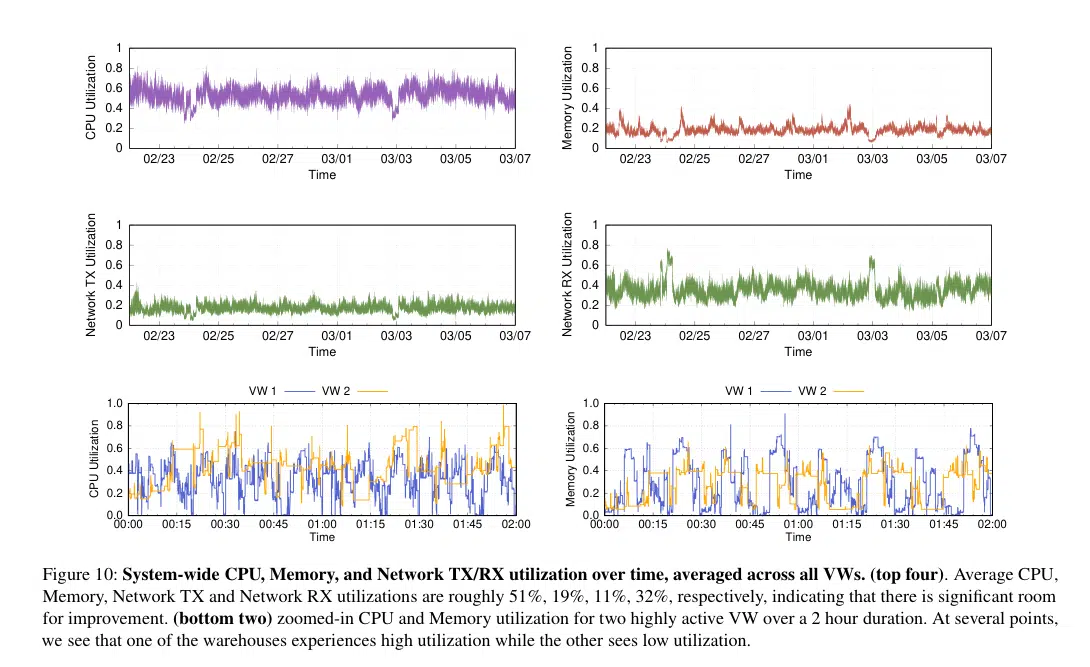 CPU Utilization
1
0.8
0.6
0.4
0.2
0
02/23 02/25 02/27 03/01 03/03 03/05 03/07
Time
Memory Utilization
1
0.8
0.6
0.4
0.2
0
02/23 02/25 02/27 03/01 03/03 03/05 03/07
Time
Network TX Utilization
1
0.8
0.6
0.4
0.2
0
02/23 02/25 02/27 03/01 03/03 03/05 03/07
Time
Network RX Utilization
1
0.8
0.6
0.4
0.2
0
02/23 02/25 02/27 03/01 03/03 03/05 03/07
Time
VW 1 VW 2
CPU Utilization
1.0
0.8
0.6
0.4
0.2
0.0
00:00 00:15 00:30 00:45 01:00 01:15 01:30 01:45 02:00
Time
VW 1 VW 2
Memory Utilization
1.0
0.8
0.6
0.4
0.2
0.0
00:00 00:15 00:30 00:45 01:00 01:15 01:30 01:45 02:00
Time
Figure 10: System-wide CPU, Memory, and Network TX/RX utilization over time, averaged across all VWs. (top four). Average CPU,
Memory, Network TX and Network RX utilizations are roughly 51%, 19%, 11%, 32%, respectively, indicating that there is significant room
for improvement. (bottom two) zoomed-in CPU and Memory utilization for two highly active VW over a 2 hour duration. At several points,
we see that one of the warehouses experiences high utilization while the other sees low utilization.